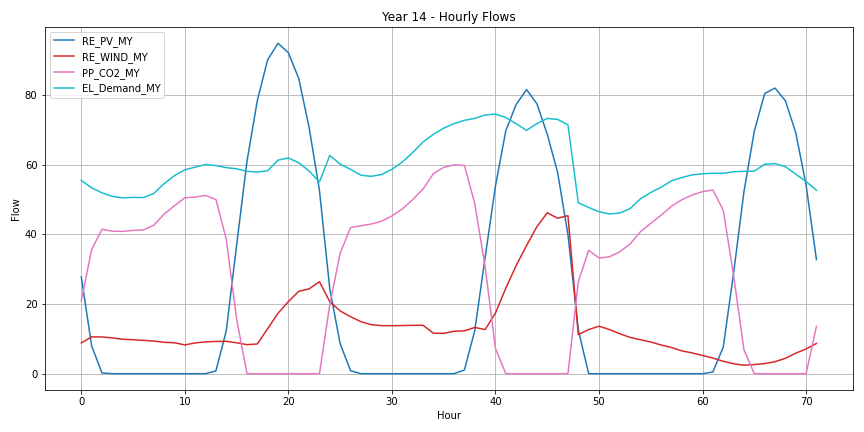 Year 14 - Hourly Flows
RE_PV_MY
RE_WIND_MY
PP_CO2_MY
EL_Demand_MY
80
60
40
20
0
Flow
0 10 20 30 40 50 60 70
Hour